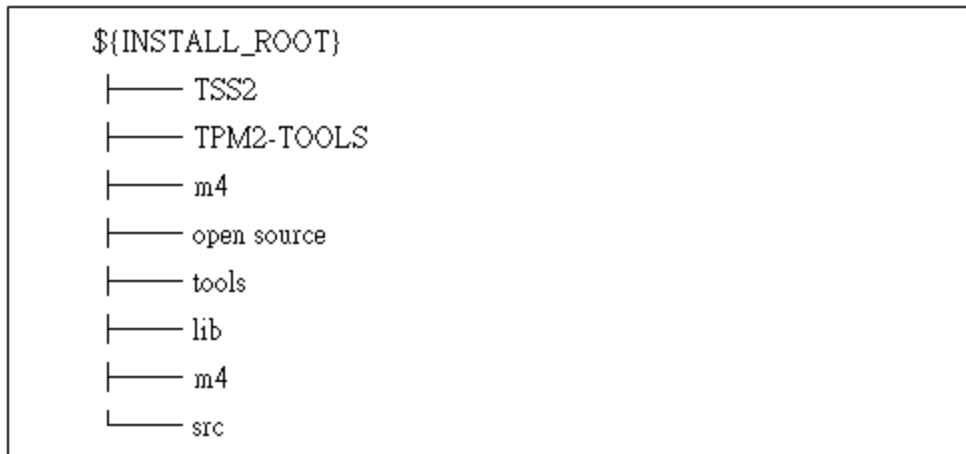 ${INSTALL_ROOT}
├── TSS2
├── TPM2-TOOLS
├── m4
├── open source
├── tools
├── lib
├── m4
└── src